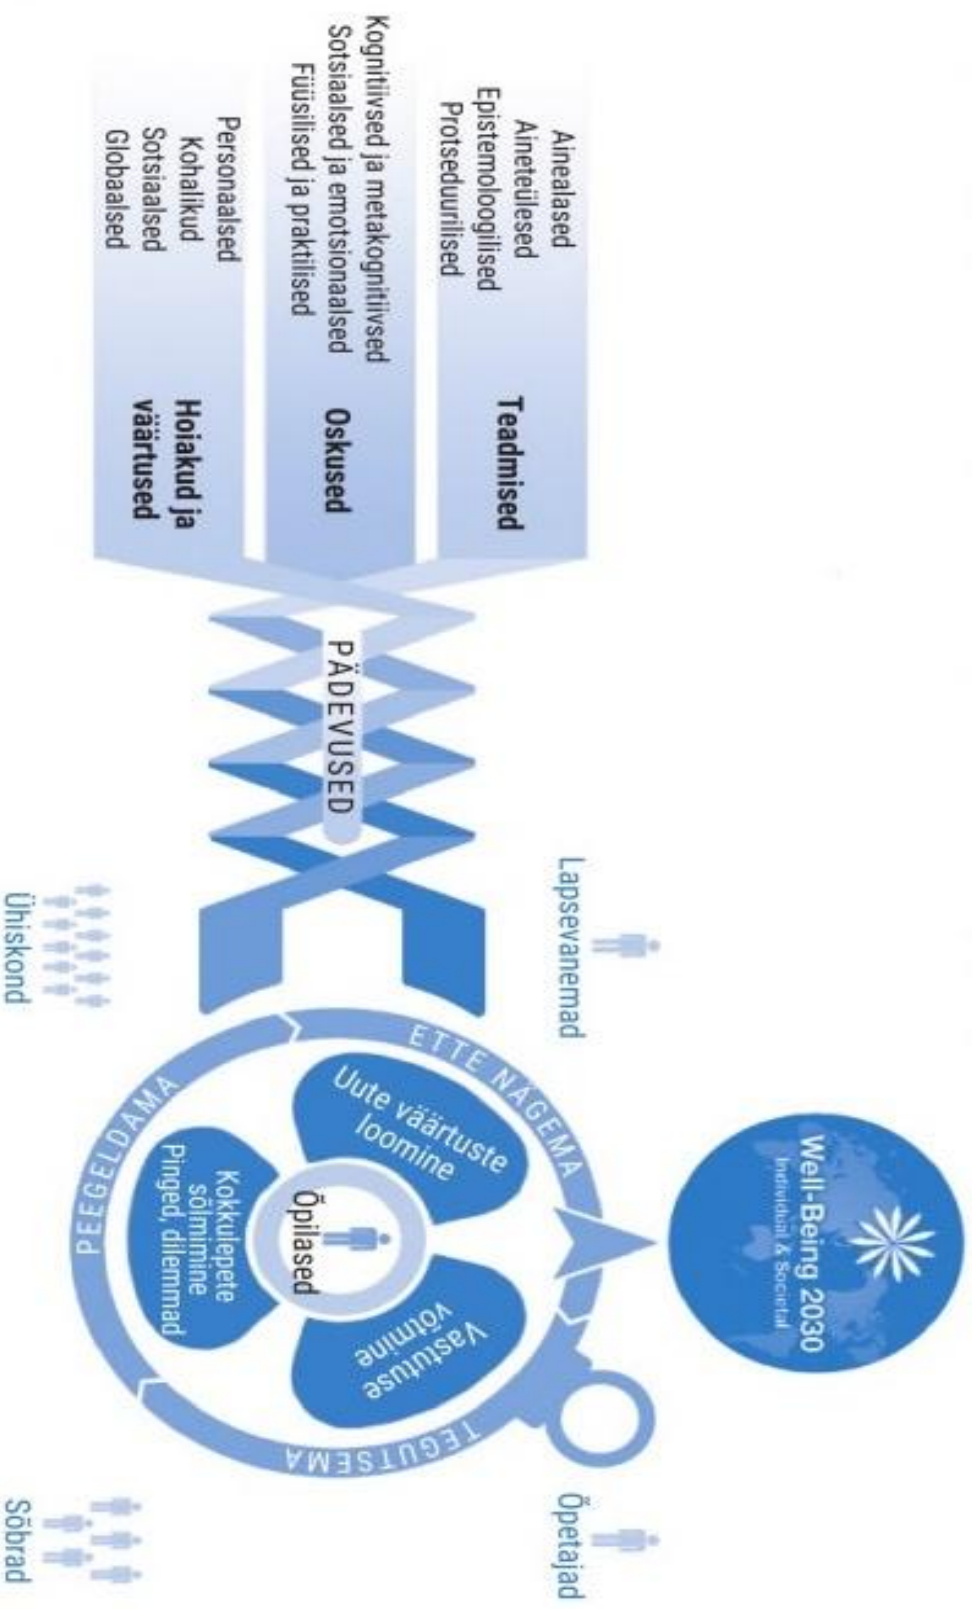 Ainealased
Aineteülesed
Epistemoloogilised
Protseduurilised
Teadmised
Kognitiivsed ja metakognitiivsed
Sotsiaalsed ja emotsionaalsed
Füüsilised ja praktilised
Oskused
Personaalsed
Kohalikud
Sotsiaalsed
Globaalsed
Hoiakud ja
väärtused
PÄDEVUSED
Lapsevanemad
Ühiskond
ETTE NÄGEMA
PEEGELDAMA
TEGUTSEMA
Uute väärtuste
loomine
Kokkulepete
sõlmimine
Pinged, dilemmad
Vastutuse
võtmine
Õpilased
Well-Being 2030
Individual & Societal
Õpetajad
Sõbrad